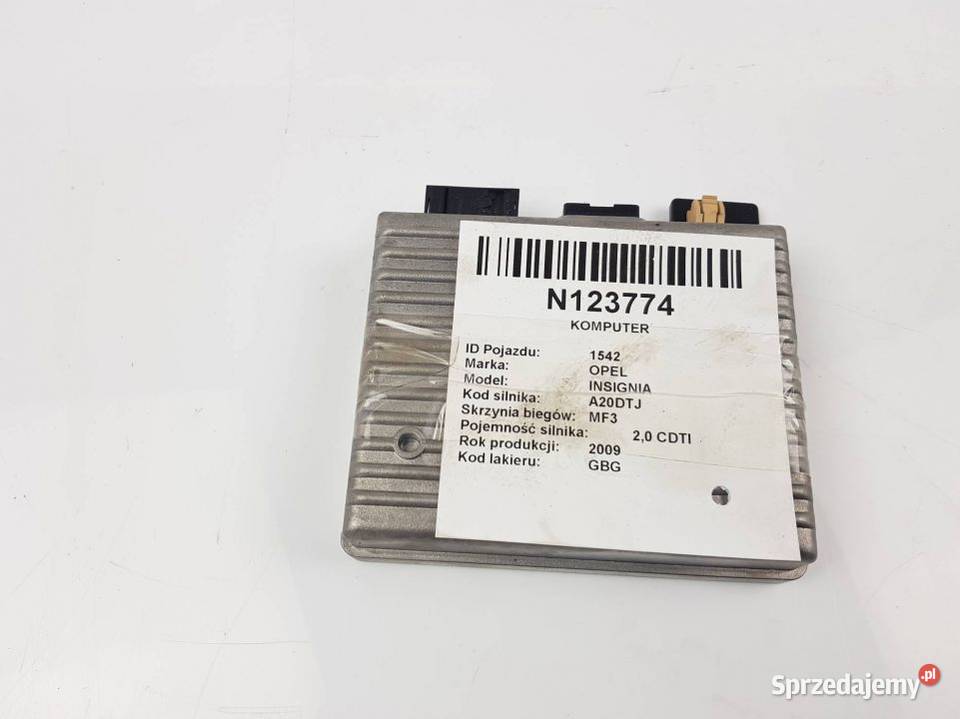 N123774
KOMPUTER
ID Pojazdu: 1542
Marka: OPEL
Model: INSIGNIA
Kod silnika: A20DTJ
Skrzynia biegów: MF3
Pojemność silnika: 2,0 CDTI
Rok produkcji: 2009
Kod lakieru: GBG
Sprzedajemy.pl